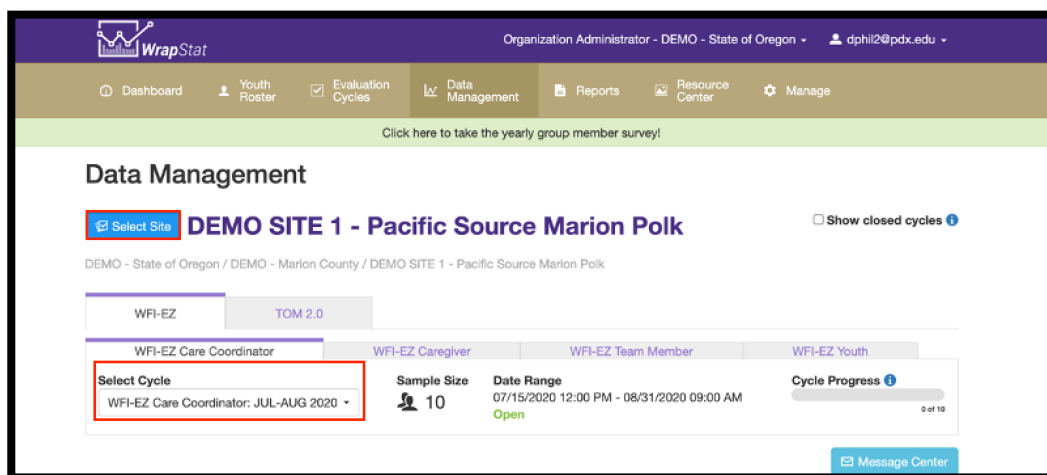 WrapStat
Organization Administrator - DEMO - State of Oregon
dphil2@pdx.edu
Dashboard
Youth Roster
Evaluation Cycles
Data Management
Reports
Resource Center
Manage
Click here to take the yearly group member survey!
Data Management
Select Site
DEMO SITE 1 - Pacific Source Marion Polk
Show closed cycles
DEMO - State of Oregon / DEMO - Marion County / DEMO SITE 1 - Pacific Source Marion Polk
WFI-EZ
TOM 2.0
WFI-EZ Care Coordinator
WFI-EZ Caregiver
WFI-EZ Team Member
WFI-EZ Youth
Select Cycle
WFI-EZ Care Coordinator: JUL-AUG 2020
Sample Size
10
Date Range
07/15/2020 12:00 PM - 08/31/2020 09:00 AM
Open
Cycle Progress
0 of 10
Message Center